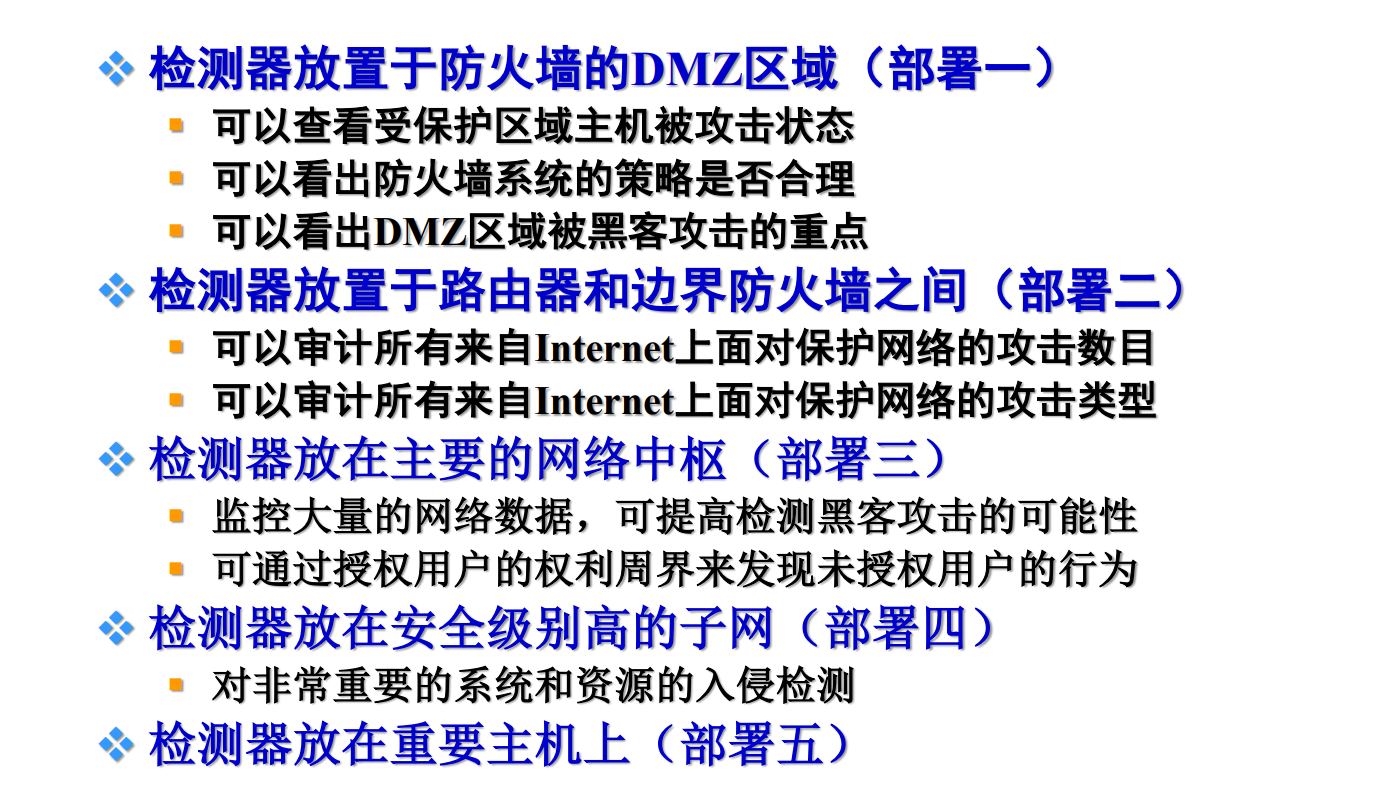 检测器放置于防火墙的DMZ区域（部署一）
可以查看受保护区域主机被攻击状态
可以看出防火墙系统的策略是否合理
可以看出DMZ区域被黑客攻击的重点
检测器放置于路由器和边界防火墙之间（部署二）
可以审计所有来自Internet上面对保护网络的攻击数目
可以审计所有来自Internet上面对保护网络的攻击类型
检测器放在主要的网络中枢（部署三）
监控大量的网络数据，可提高检测黑客攻击的可能性
可通过授权用户的权利周界来发现未授权用户的行为
检测器放在安全级别高的子网（部署四）
对非常重要的系统和资源的入侵检测
检测器放在重要主机上（部署五）